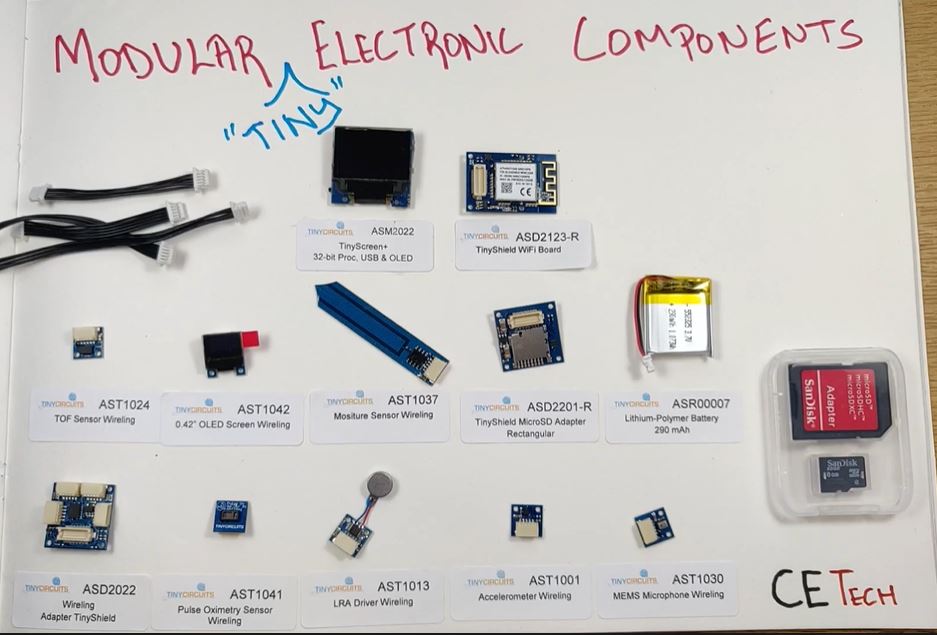 MODULAR ELECTRONIC COMPONENTS
"TINY"
TINYCIRCUITS ASM2022
TinyScreen+
32-bit Proc, USB & OLED
TINYCIRCUITS ASD2123-R
TinyShield WiFi Board
TINYCIRCUITS AST1024
TOF Sensor Wireling
TINYCIRCUITS AST1042
0.42" OLED Screen Wireling
TINYCIRCUITS AST1037
Mositure Sensor Wireling
TINYCIRCUITS ASD2201-R
TinyShield MicroSD Adapter
Rectangular
TINYCIRCUITS ASR00007
Lithium-Polymer Battery
290 mAh
microSD
microSDHC
microSDXC
Adapter
SanDisk
SanDisk
TINYCIRCUITS
TINYCIRCUITS ASD2022
Wireling
Adapter TinyShield
TINYCIRCUITS AST1041
Pulse Oximetry Sensor
Wireling
TINYCIRCUITS AST1013
LRA Driver Wireling
TINYCIRCUITS AST1001
Accelerometer Wireling
TINYCIRCUITS AST1030
MEMS Microphone Wireling
CETECH